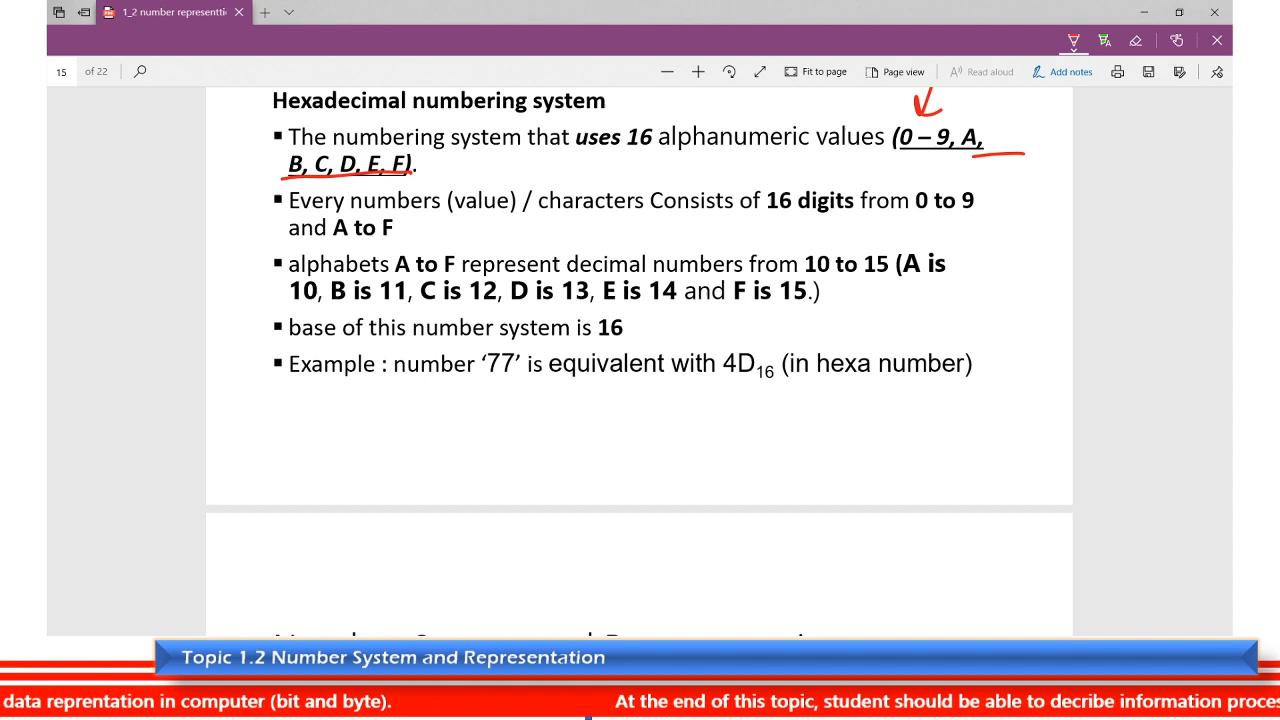 1_2 number representti
15 of 22
Fit to page
Page view
Read aloud
Add notes
Hexadecimal numbering system
▪ The numbering system that uses 16 alphanumeric values (0 – 9, A,
B, C, D, E, F).
▪ Every numbers (value) / characters Consists of 16 digits from 0 to 9
and A to F
▪ alphabets A to F represent decimal numbers from 10 to 15 (A is
10, B is 11, C is 12, D is 13, E is 14 and F is 15.)
▪ base of this number system is 16
▪ Example : number ‘77’ is equivalent with 4D16 (in hexa number)
Topic 1.2 Number System and Representation
data reprentation in computer (bit and byte). At the end of this topic, student should be able to decribe information proce